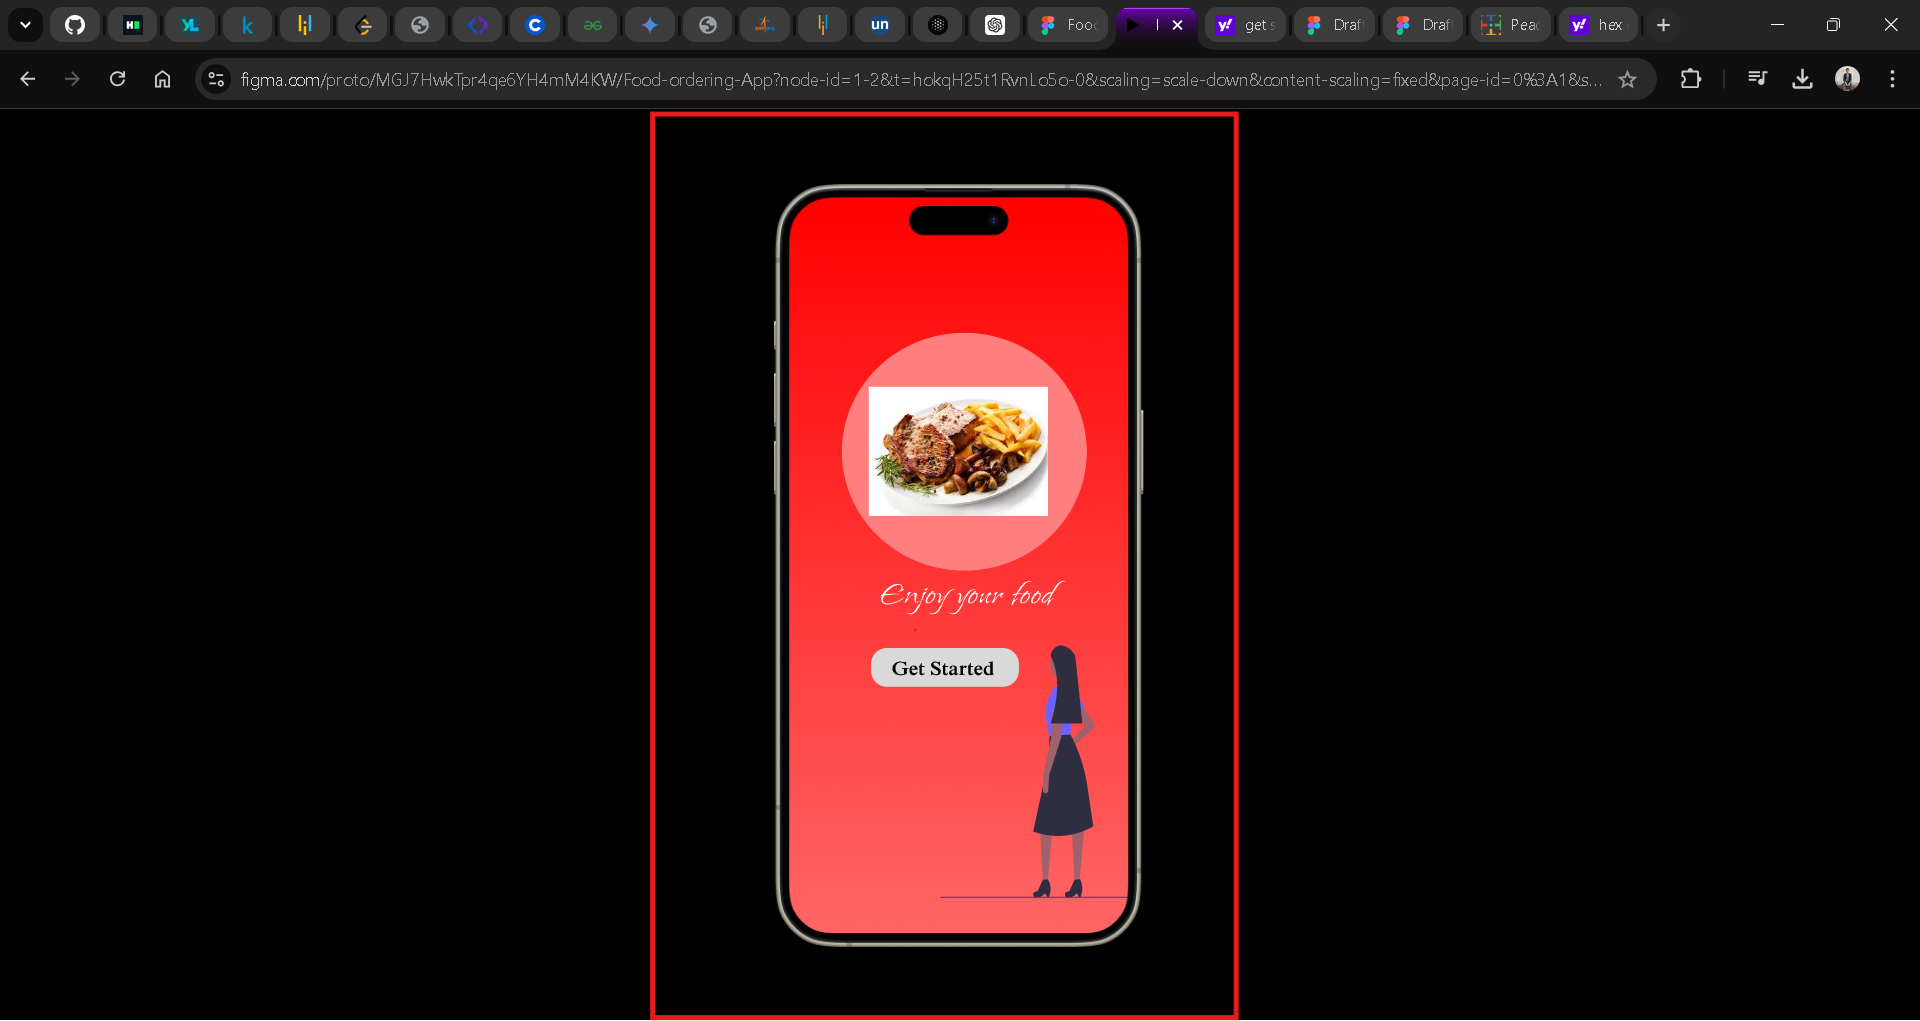 un
Food
get s
Draf
Draf
Peac
hex
figma.com/proto/MGJ7HwkTpr4qe6YH4mM4KW/Food-ordering-App?node-id=1-2&t=hokqH25t1RvnLo5o-0&scaling=scale-down&content-scaling=fixed&page-id=0%3A1&s...
Enjoy your food
Get Started